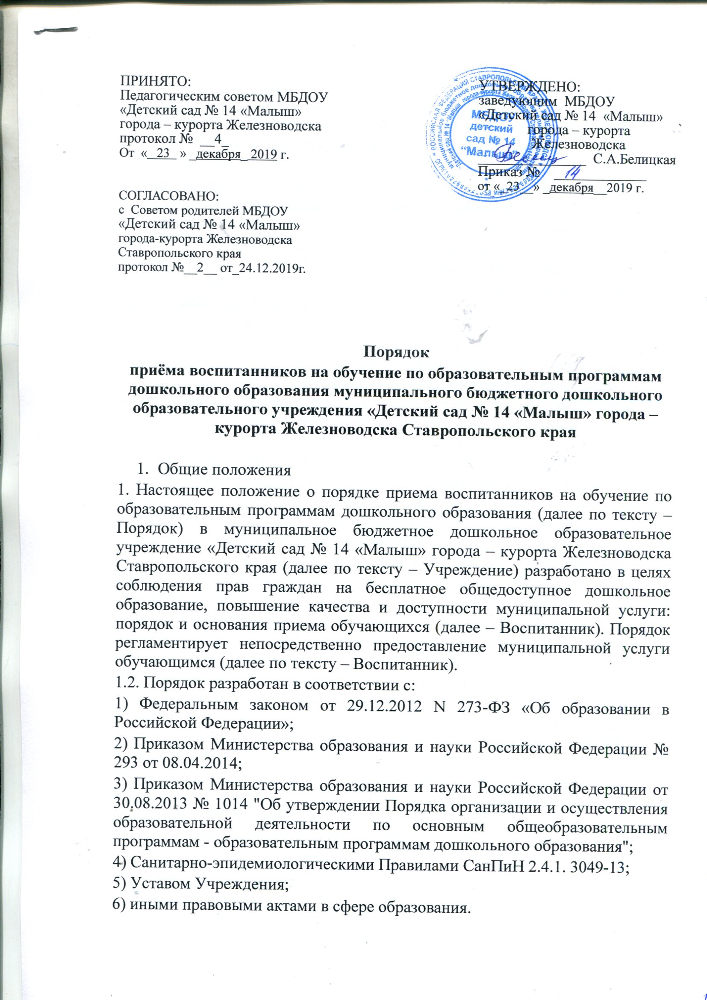 ПРИНЯТО:
Педагогическим советом МБДОУ
«Детский сад № 14 «Малыш»
города – курорта Железноводска
протокол № __4_
От «__23__ » _декабря_ 2019 г.
УТВЕРЖДЕНО:
заведующим МБДОУ
«Детский сад № 14 «Малыш»
города – курорта
Железноводска
С.А.Белицкая
Приказ № 14
от «_23__» _декабря__2019 г.
МБДОУ
детский
сад № 14
“Малыш”
СОГЛАСОВАНО:
с Советом родителей МБДОУ
«Детский сад № 14 «Малыш»
города-курорта Железноводска
Ставропольского края
протокол №__2__ от_24.12.2019г.
Порядок
приёма воспитанников на обучение по образовательным программам
дошкольного образования муниципального бюджетного дошкольного
образовательного учреждения «Детский сад № 14 «Малыш» города –
курорта Железноводска Ставропольского края
1. Общие положения
1. Настоящее положение о порядке приема воспитанников на обучение по
образовательным программам дошкольного образования (далее по тексту –
Порядок) в муниципальное бюджетное дошкольное образовательное
учреждение «Детский сад № 14 «Малыш» города – курорта Железноводска
Ставропольского края (далее по тексту – Учреждение) разработано в целях
соблюдения прав граждан на бесплатное общедоступное дошкольное
образование, повышение качества и доступности муниципальной услуги:
порядок и основания приема обучающихся (далее – Воспитанник). Порядок
регламентирует непосредственно предоставление муниципальной услуги
обучающимся (далее по тексту – Воспитанник).
1.2. Порядок разработан в соответствии с:
1) Федеральным законом от 29.12.2012 N 273-ФЗ «Об образовании в
Российской Федерации»;
2) Приказом Министерства образования и науки Российской Федерации №
293 от 08.04.2014;
3) Приказом Министерства образования и науки Российской Федерации от
30.08.2013 № 1014 "Об утверждении Порядка организации и осуществления
образовательной деятельности по основным общеобразовательным
программам - образовательным программам дошкольного образования";
4) Санитарно-эпидемиологическими Правилами СанПиН 2.4.1. 3049-13;
5) Уставом Учреждения;
6) иными правовыми актами в сфере образования.